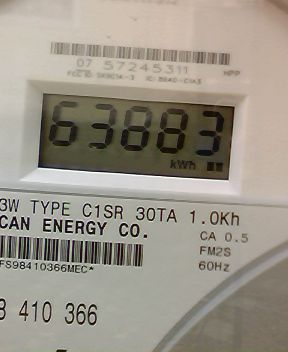 07 57245311 NPP
63883
kWh
3W TYPE C1SR 30TA 1.0Kh
CAN ENERGY CO.
CA 0.5
FM2S
FS98410366MEC*
60Hz
410 366